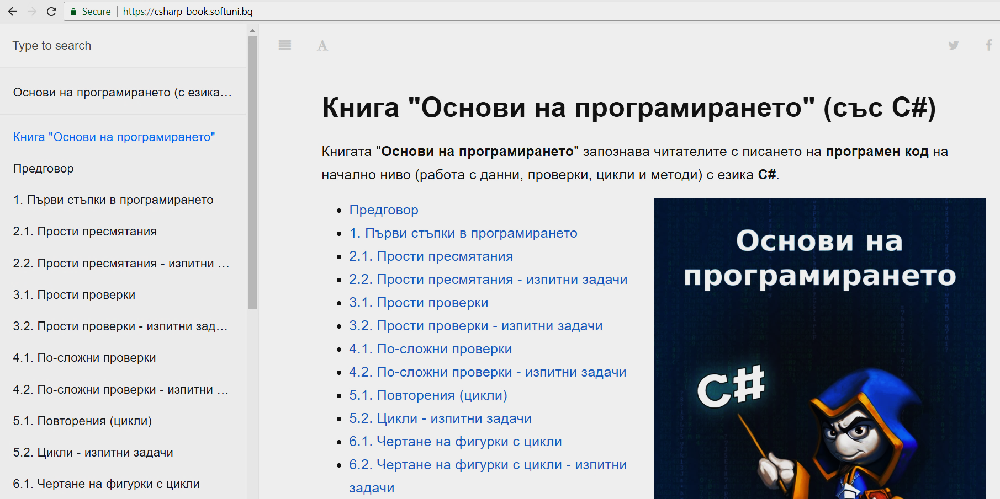 Secure
https://csharp-book.softuni.bg
Type to search
Основи на програмирането (с езика…
Книга "Основи на програмирането"
Предговор
1. Първи стъпки в програмирането
2.1. Прости пресмятания
2.2. Прости пресмятания - изпитни …
3.1. Прости проверки
3.2. Прости проверки - изпитни зад…
4.1. По-сложни проверки
4.2. По-сложни проверки - изпитни …
5.1. Повторения (цикли)
5.2. Цикли - изпитни задачи
6.1. Чертане на фигурки с цикли
A
Книга "Основи на програмирането" (със C#)
Книгата "Основи на програмирането" запознава читателите с писането на програмен код на
начално ниво (работа с данни, проверки, цикли и методи) с езика C#.
Предговор
1. Първи стъпки в програмирането
2.1. Прости пресмятания
2.2. Прости пресмятания - изпитни задачи
3.1. Прости проверки
3.2. Прости проверки - изпитни задачи
4.1. По-сложни проверки
4.2. По-сложни проверки - изпитни задачи
5.1. Повторения (цикли)
5.2. Цикли - изпитни задачи
6.1. Чертане на фигурки с цикли
6.2. Чертане на фигурки с цикли - изпитни
задачи
Основи на
програмирането
C#